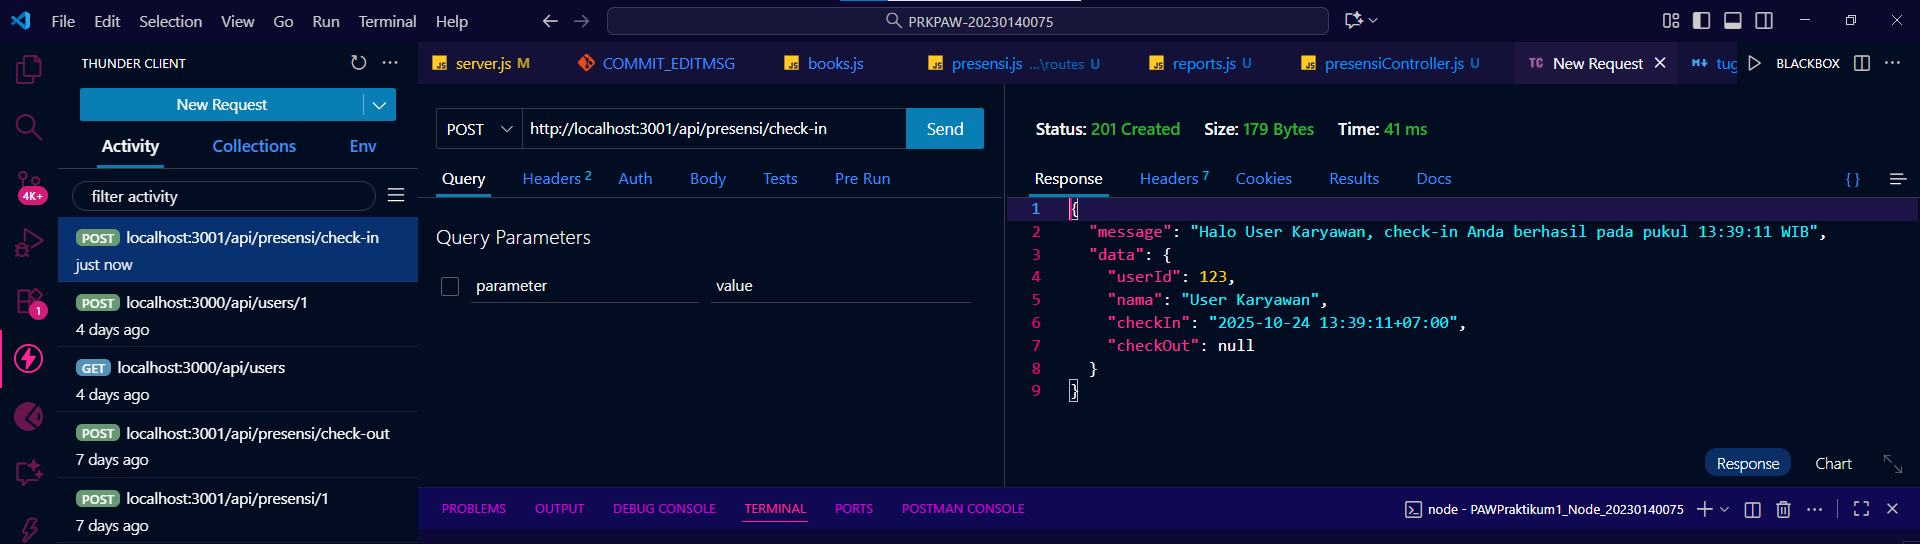 File Edit Selection View Go Run Terminal Help
PRKPAW-20230140075
THUNDER CLIENT
New Request
Activity Collections Env
filter activity
POST localhost:3001/api/presensi/check-in
just now
POST localhost:3000/api/users/1
4 days ago
GET localhost:3000/api/users
4 days ago
POST localhost:3001/api/presensi/check-out
7 days ago
POST localhost:3001/api/presensi/1
7 days ago
4K+
1
JS server.js M
COMMIT_EDITMSG
JS books.js
JS presensi.js ...\routes U
JS reports.js U
JS presensiController.js U
TC New Request
M↓ tug
BLACKBOX
POST http://localhost:3001/api/presensi/check-in Send
Query Headers 2 Auth Body Tests Pre Run
Query Parameters
parameter value
Status: 201 Created Size: 179 Bytes Time: 41 ms
Response Headers 7 Cookies Results Docs { }
1 {
2 "message": "Halo User Karyawan, check-in Anda berhasil pada pukul 13:39:11 WIB",
3 "data": {
4 "userId": 123,
5 "nama": "User Karyawan",
6 "checkIn": "2025-10-24 13:39:11+07:00",
7 "checkOut": null
8 }
9 }
Response Chart
PROBLEMS OUTPUT DEBUG CONSOLE TERMINAL PORTS POSTMAN CONSOLE
node - PAWPraktikum1_Node_20230140075